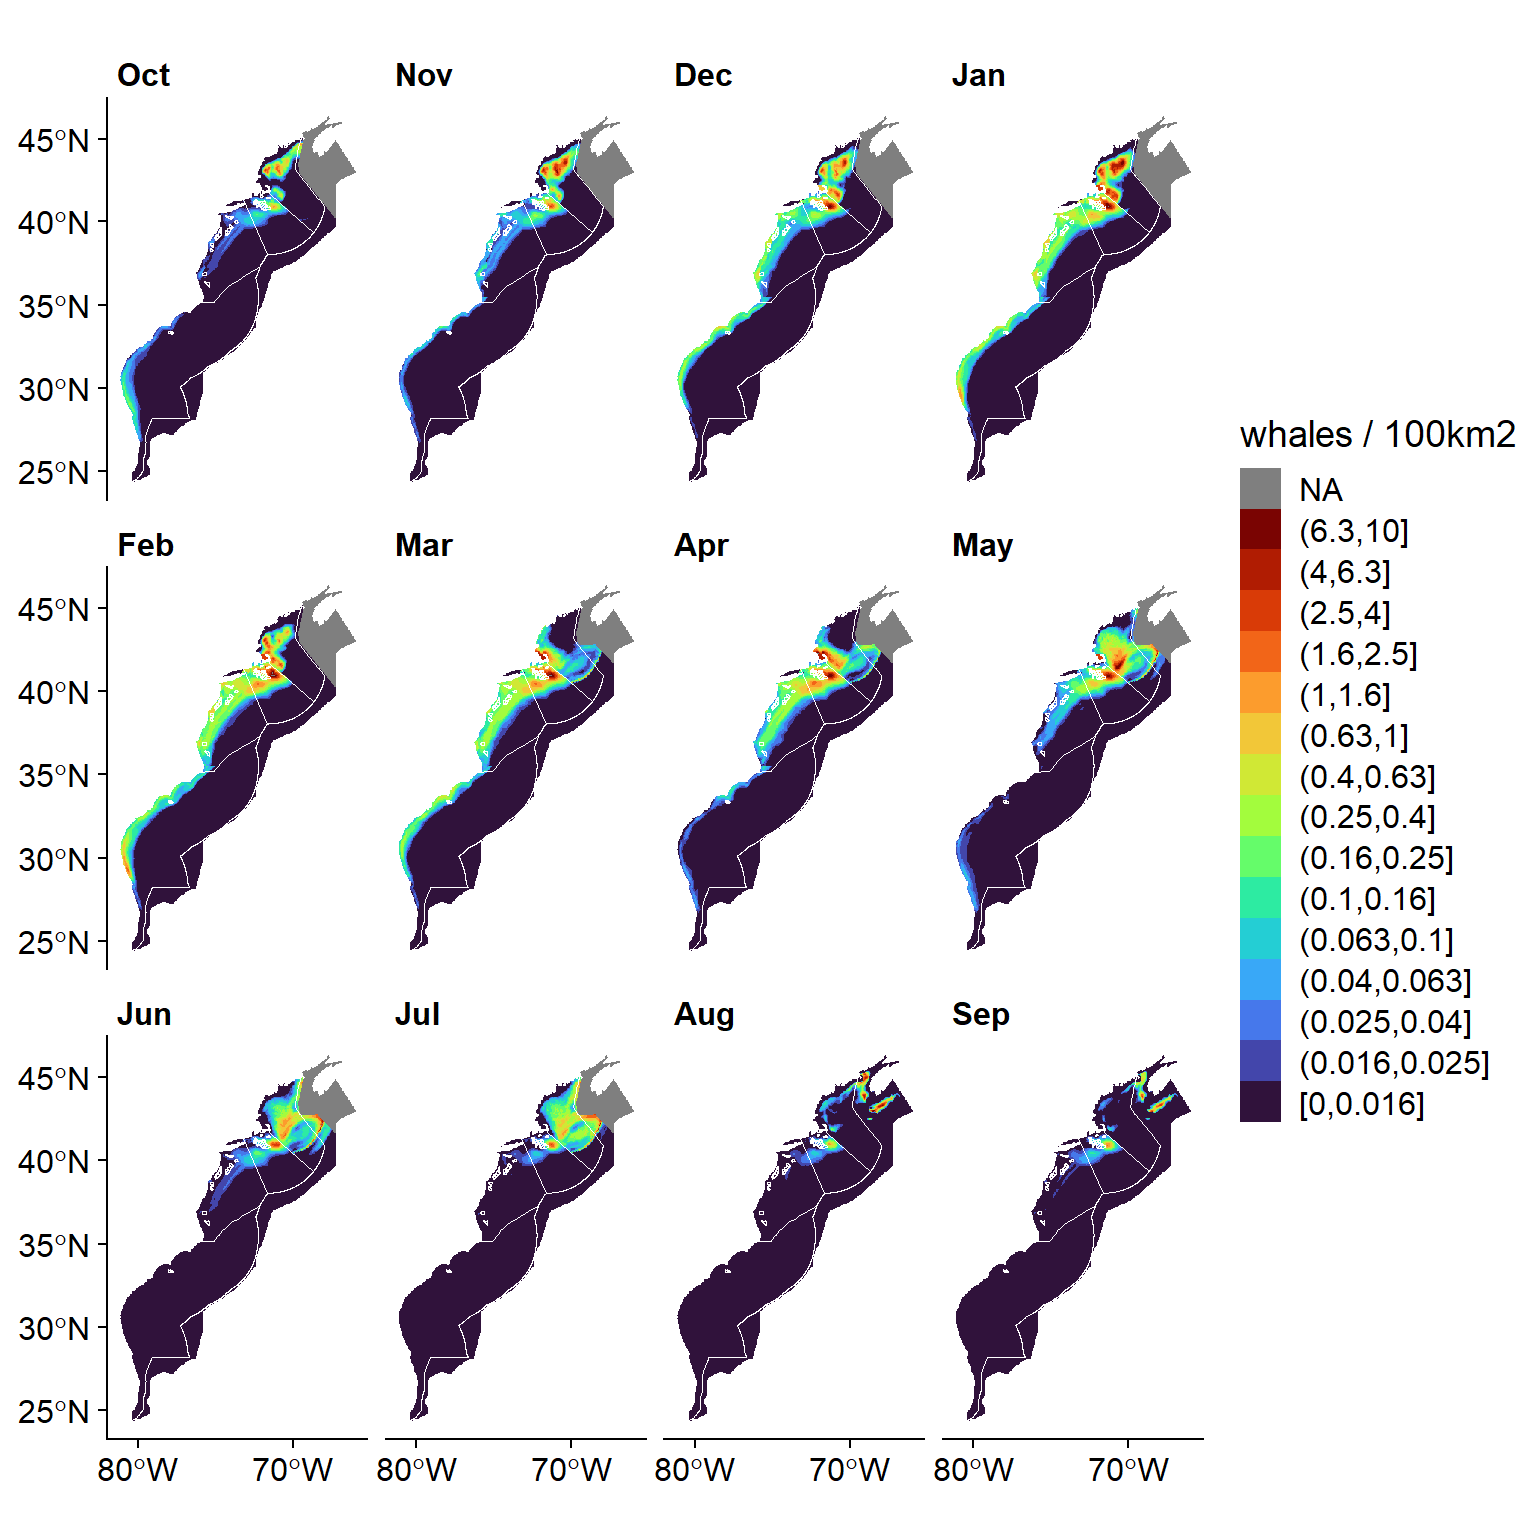 Oct
Nov
Dec
Jan
45°N
40°N
35°N
30°N
25°N
Feb
Mar
Apr
May
45°N
40°N
35°N
30°N
25°N
Jun
Jul
Aug
Sep
45°N
40°N
35°N
30°N
25°N
80°W 70°W 80°W 70°W 80°W 70°W 80°W 70°W
whales / 100km2
NA
(6.3,10]
(4,6.3]
(2.5,4]
(1.6,2.5]
(1,1.6]
(0.63,1]
(0.4,0.63]
(0.25,0.4]
(0.16,0.25]
(0.1,0.16]
(0.063,0.1]
(0.04,0.063]
(0.025,0.04]
(0.016,0.025]
[0,0.016]